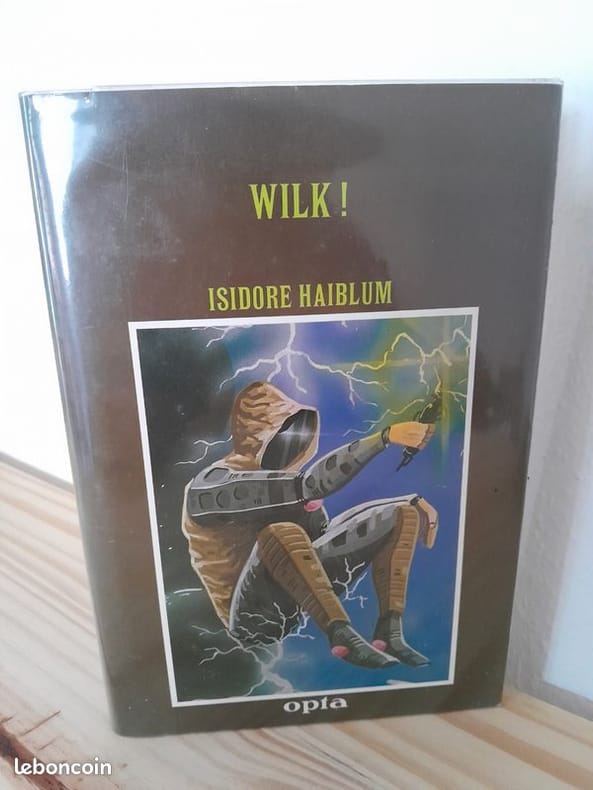 WILK !
ISIDORE HAIBLUM
opta
leboncoin